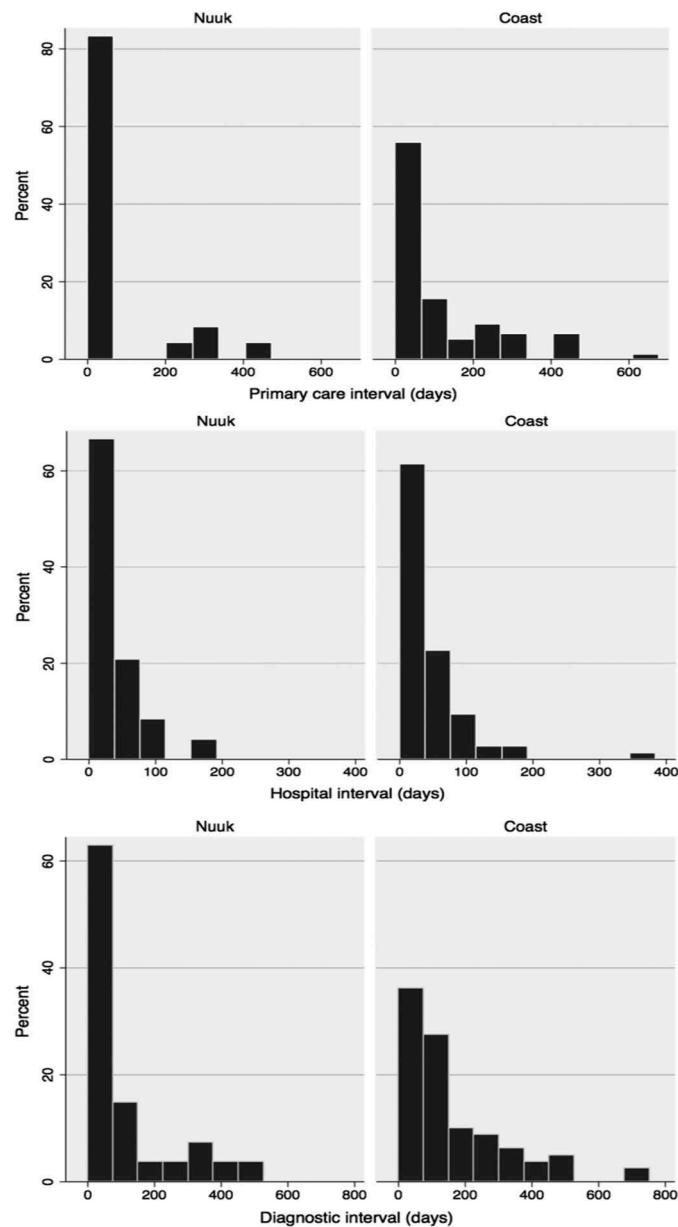 Nuuk Coast
Percent
80
60
40
20
0
0 200 400 600 0 200 400 600
Primary care interval (days)
Nuuk Coast
Percent
60
40
20
0
0 100 200 300 400 0 100 200 300 400
Hospital interval (days)
Nuuk Coast
Percent
60
40
20
0
0 200 400 600 800 0 200 400 600 800
Diagnostic interval (days)